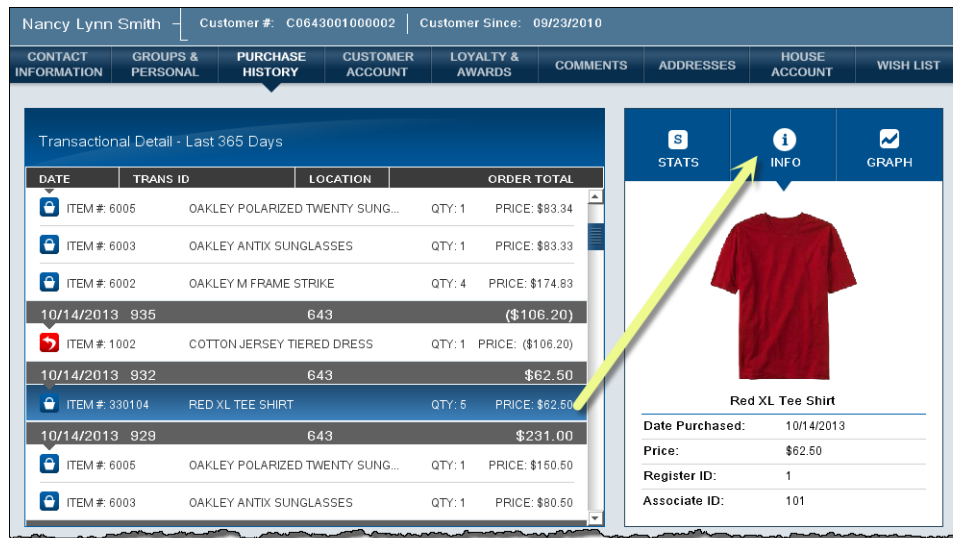 Nancy Lynn Smith - Customer #: C0643001000002 Customer Since: 09/23/2010
CONTACT INFORMATION
GROUPS & PERSONAL
PURCHASE HISTORY
CUSTOMER ACCOUNT
LOYALTY & AWARDS
COMMENTS
ADDRESSES
HOUSE ACCOUNT
WISH LIST
Transactional Detail - Last 365 Days
DATE TRANS ID LOCATION ORDER TOTAL
ITEM #: 6005 OAKLEY POLARIZED TWENTY SUNG... QTY: 1 PRICE: $83.34
ITEM #: 6003 OAKLEY ANTIX SUNGLASSES QTY: 1 PRICE: $83.33
ITEM #: 6002 OAKLEY M FRAME STRIKE QTY: 4 PRICE: $174.83
10/14/2013 935 643 ($106.20)
ITEM #: 1002 COTTON JERSEY TIERED DRESS QTY: 1 PRICE: ($106.20)
10/14/2013 932 643 $62.50
ITEM #: 330104 RED XL TEE SHIRT QTY: 5 PRICE: $62.50
10/14/2013 929 643 $231.00
ITEM #: 6005 OAKLEY POLARIZED TWENTY SUNG... QTY: 1 PRICE: $150.50
ITEM #: 6003 OAKLEY ANTIX SUNGLASSES QTY: 1 PRICE: $80.50
S STATS
i INFO
GRAPH
Red XL Tee Shirt
Date Purchased: 10/14/2013
Price: $62.50
Register ID: 1
Associate ID: 101